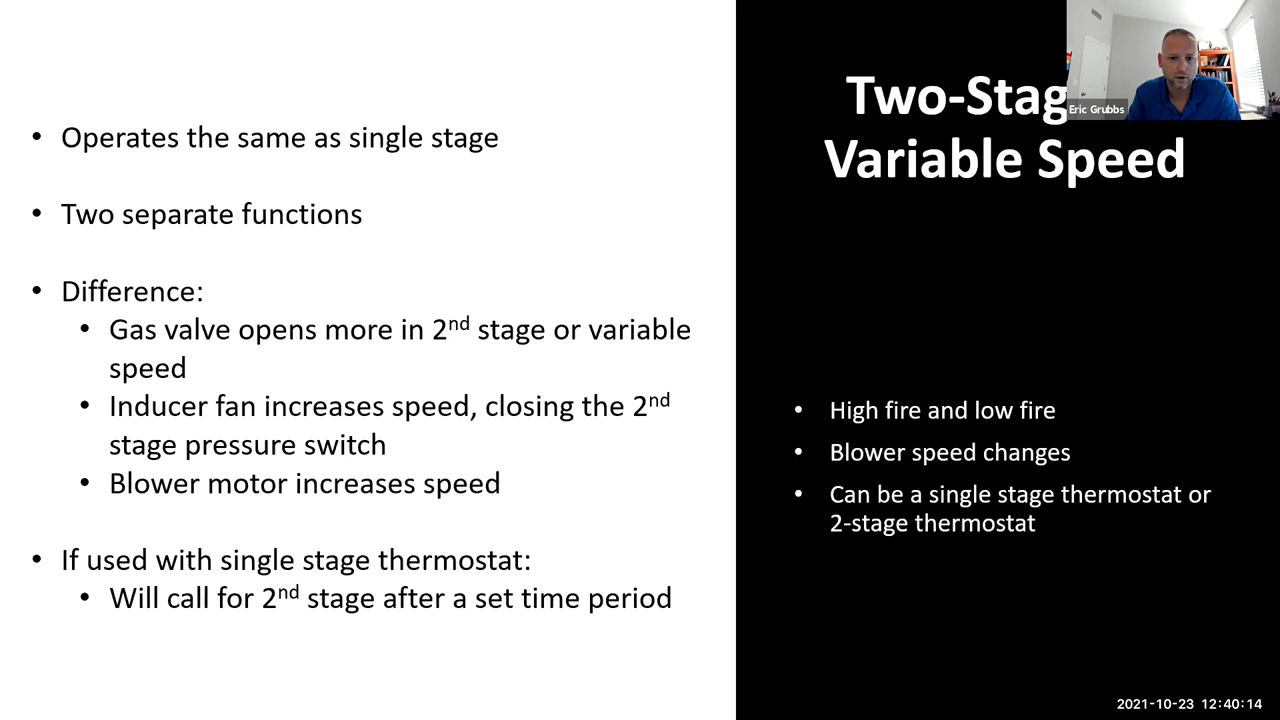 • Operates the same as single stage
• Two separate functions
• Difference:
• Gas valve opens more in 2nd stage or variable
speed
• Inducer fan increases speed, closing the 2nd
stage pressure switch
• Blower motor increases speed
• If used with single stage thermostat:
• Will call for 2nd stage after a set time period
Two-Stag
Variable Speed
Eric Grubbs
• High fire and low fire
• Blower speed changes
• Can be a single stage thermostat or
2-stage thermostat
2021-10-23 12:40:14